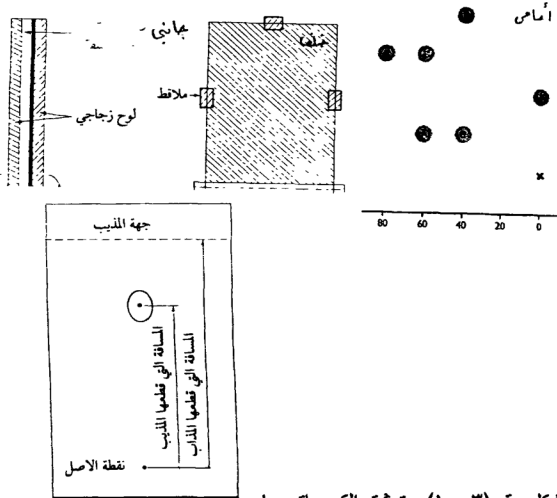 جانبي
أمامي
ملاقط
لوح زجاجي
80 60 40 20 0
جهة المذيب
المسافة التي قطعها المذيب
المسافة التي قطعها المذاب
نقطة الاصل